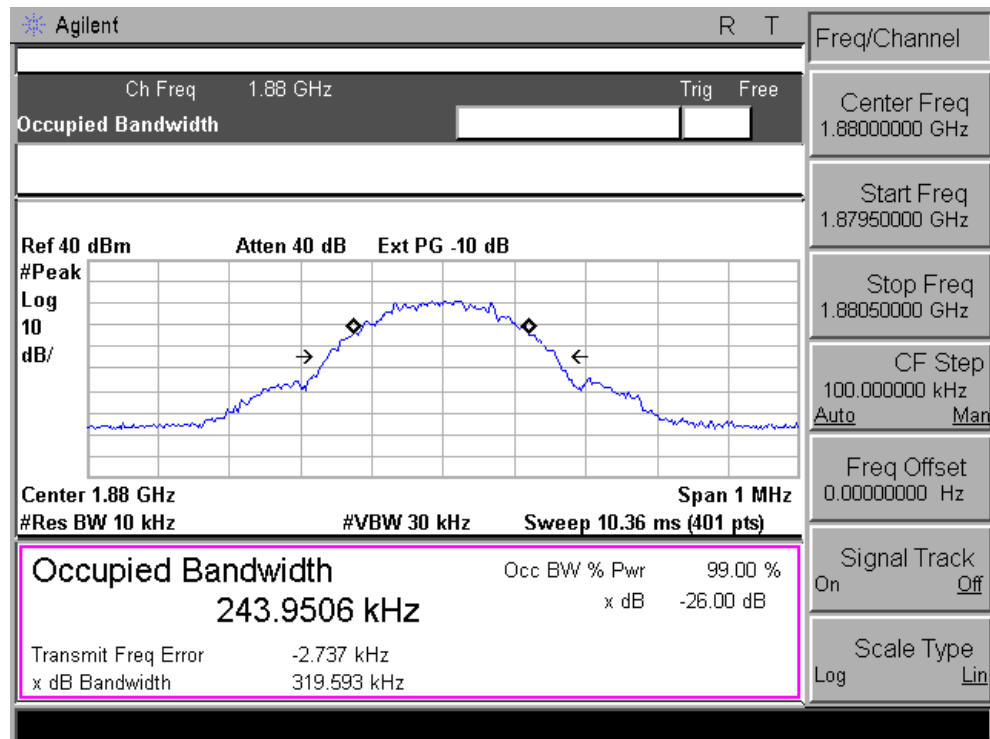 Agilent R T
Ch Freq 1.88 GHz Trig Free
Occupied Bandwidth
Ref 40 dBm Atten 40 dB Ext PG -10 dB
#Peak
Log
10
dB/
Center 1.88 GHz Span 1 MHz
#Res BW 10 kHz #VBW 30 kHz Sweep 10.36 ms (401 pts)
Occupied Bandwidth Occ BW % Pwr 99.00 %
243.9506 kHz x dB -26.00 dB
Transmit Freq Error -2.737 kHz
x dB Bandwidth 319.593 kHz
Freq/Channel
Center Freq
1.88000000 GHz
Start Freq
1.87950000 GHz
Stop Freq
1.88050000 GHz
CF Step
100.000000 kHz
Auto Man
Freq Offset
0.00000000 Hz
Signal Track
On Off
Scale Type
Log Lin